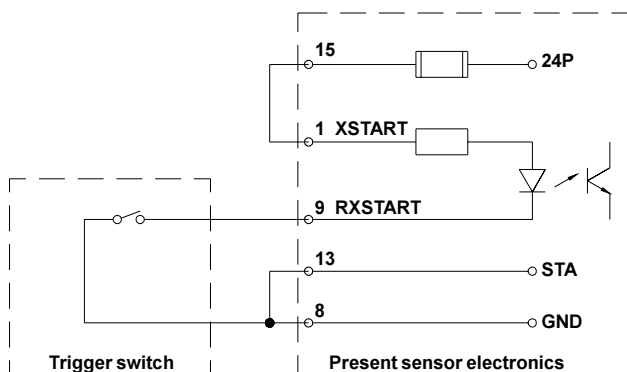 15
24P
1 XSTART
9 RXSTART
13
STA
8
GND
Trigger switch
Present sensor electronics